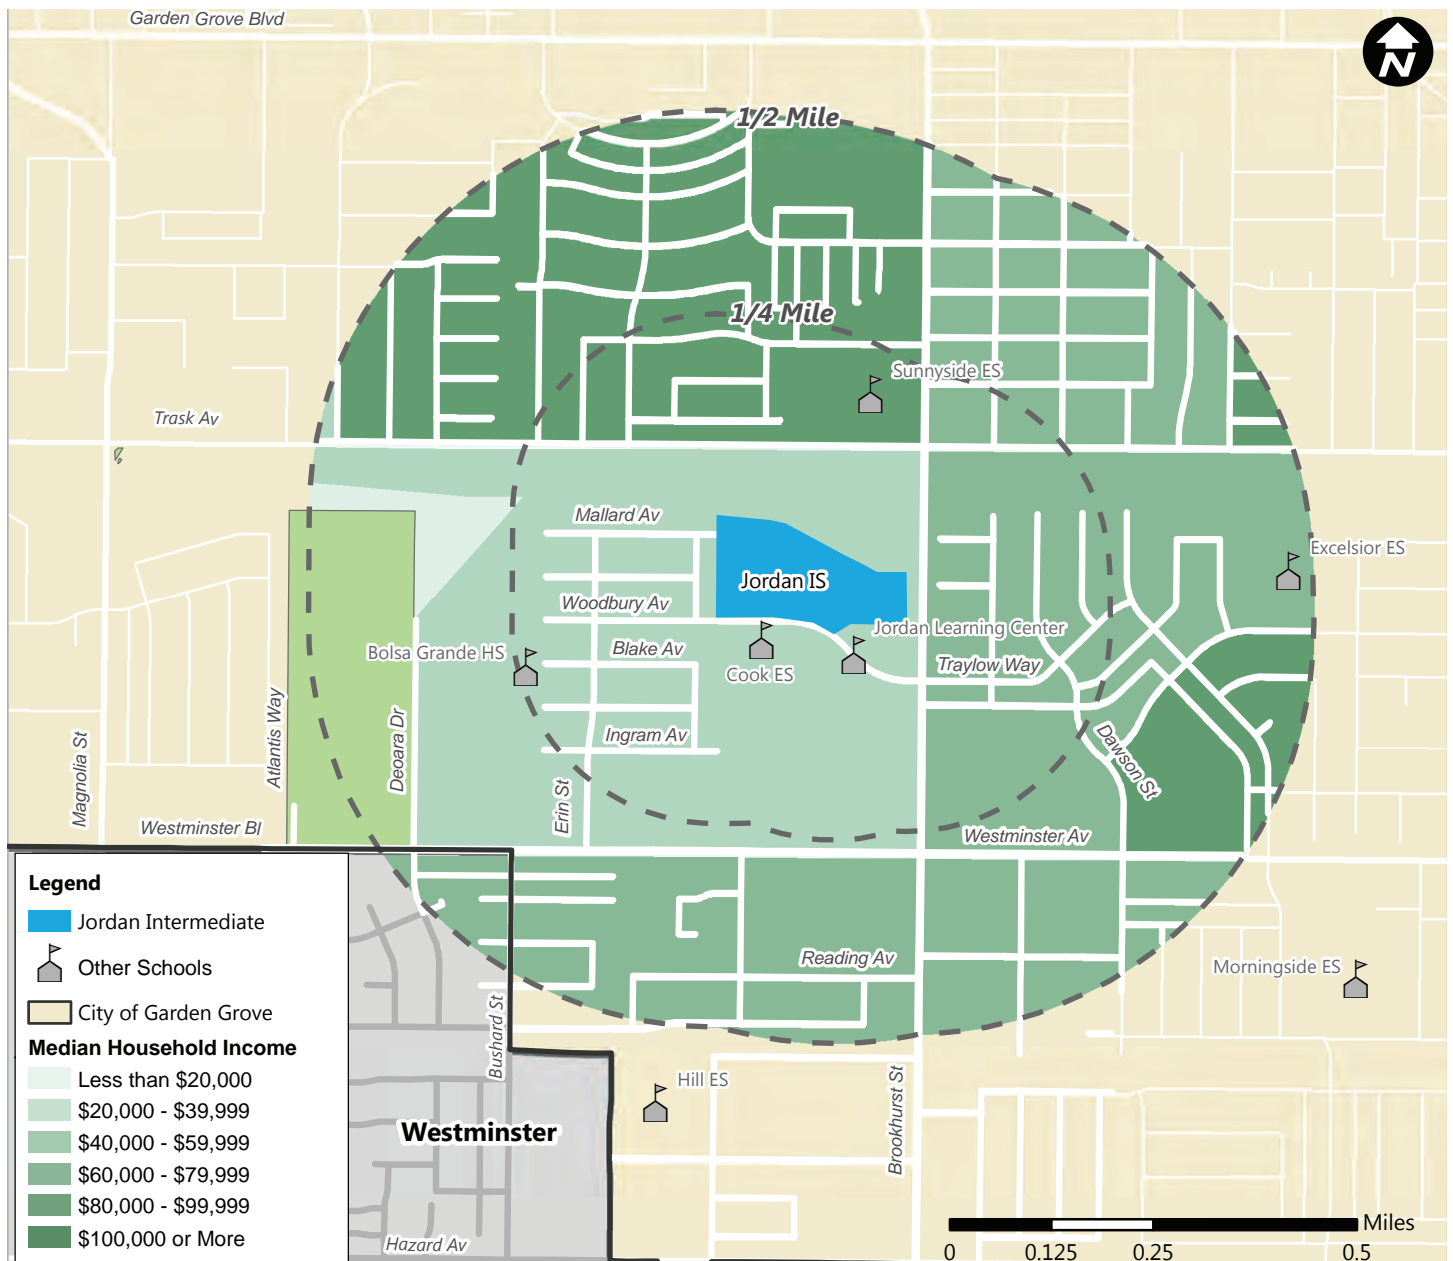 Garden Grove Blvd
N
1/2 Mile
1/4 Mile
Sunnyside ES
Trask Av
Mallard Av
Excelsior ES
Jordan IS
Woodbury Av
Jordan Learning Center
Blake Av
Bolsa Grande HS
Cook ES
Traylow Way
Atlantis Way
Deoara Dr
Magnolia St
Ingram Av
Dawson St
Erin St
Westminster Bl
Westminster Av
Legend
Jordan Intermediate
Other Schools
City of Garden Grove
Median Household Income
Less than $20,000
$20,000 - $39,999
$40,000 - $59,999
$60,000 - $79,999
$80,000 - $99,999
$100,000 or More
Reading Av
Morningside ES
Bushard St
Hill ES
Brookhurst St
Westminster
Hazard Av
Miles
0 0.125 0.25 0.5